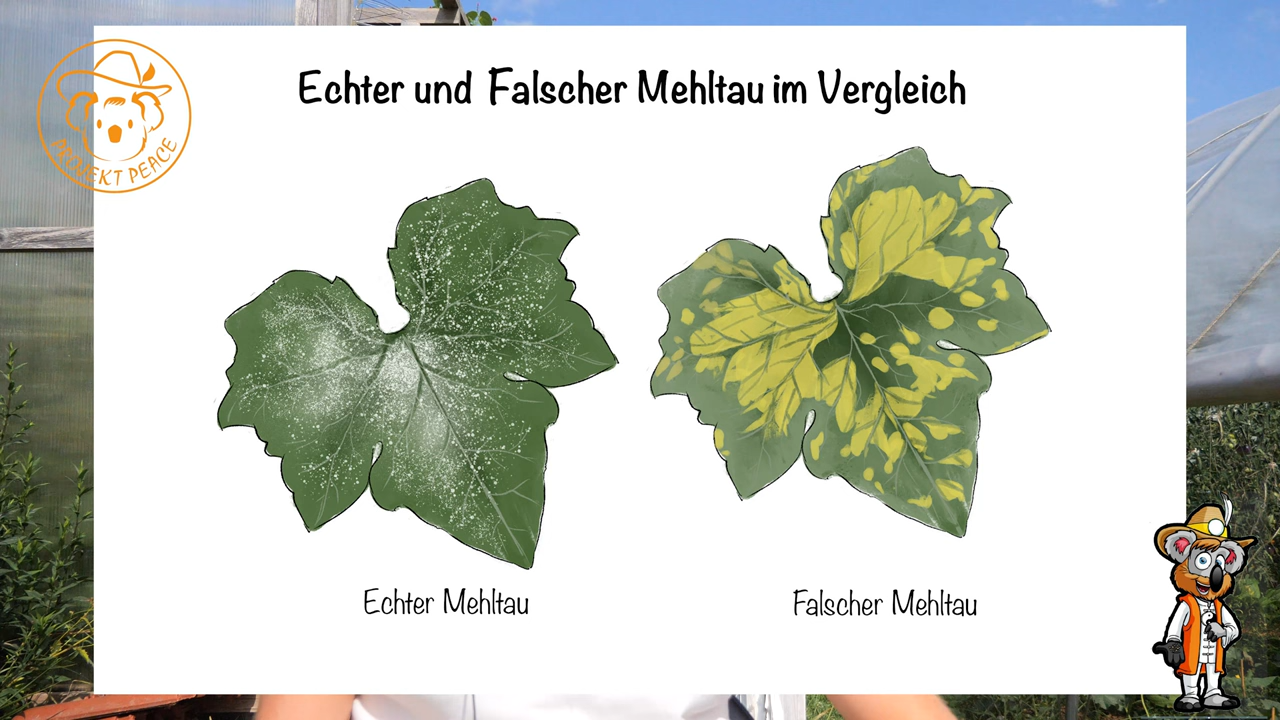 Echter und Falscher Mehltau im Vergleich
PROJEKT PEACE
Echter Mehltau
Falscher Mehltau